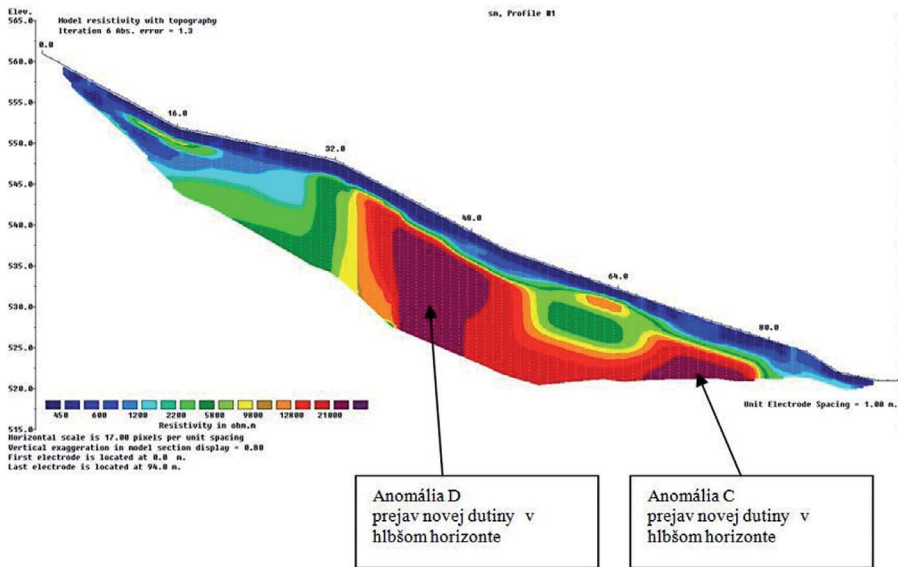 Elev.
sm, Profile 01
565.0
Model resistivity with topography
Iteration 6 Abs. error = 1.3
0.0
560.0
555.0
16.0
550.0
32.0
545.0
540.0
48.0
535.0
64.0
530.0
80.0
525.0
520.0
450 600 1200 2200 5800 9800 12800 21000
Unit Electrode Spacing = 1.00 m.
515.0
Resistivity in ohm.m
Horizontal scale is 17.00 pixels per unit spacing
Vertical exaggeration in model section display = 0.80
First electrode is located at 0.0 m.
Last electrode is located at 94.0 m.
Anomália D
prejav novej dutiny v
hlbšom horizonte
Anomália C
prejav novej dutiny v
hlbšom horizonte